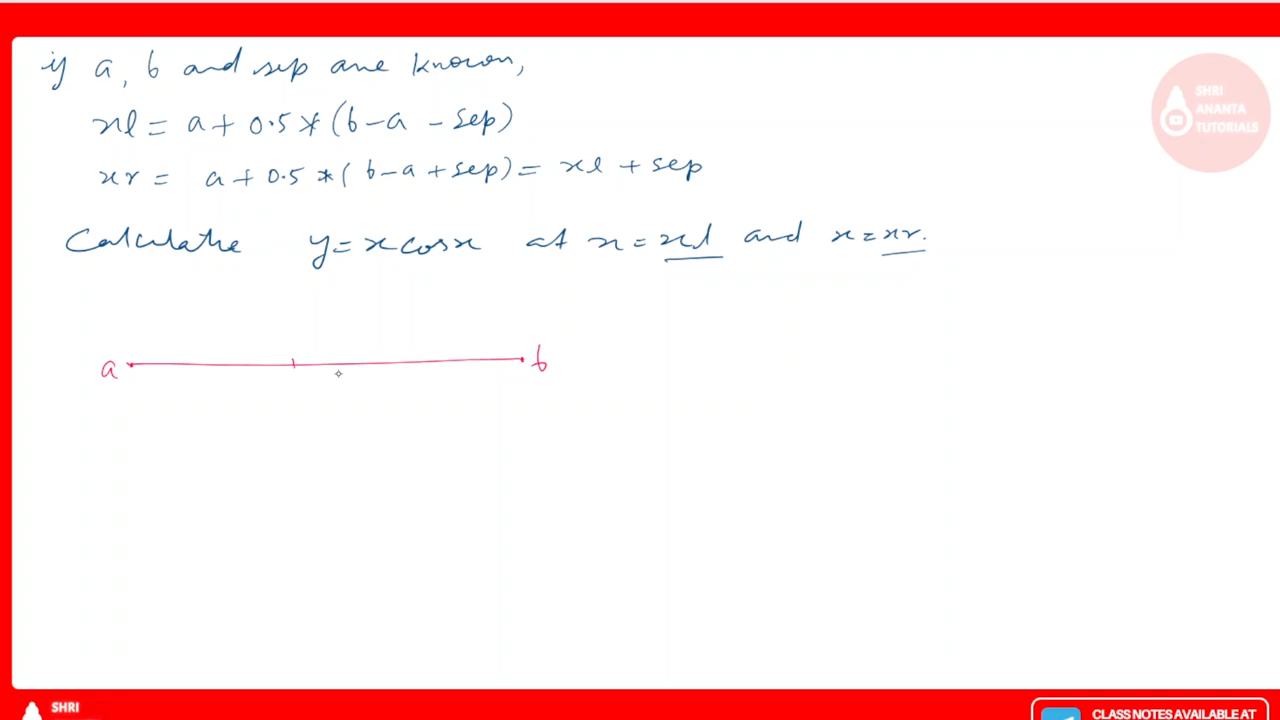 if a, b and sep are known,
xl = a + 0.5 * (b - a - sep)
xr = a + 0.5 * (b - a + sep) = xl + sep
Calculate y = x cos x at x = xl and x = xr.
a b
SHRI
ANANTA
TUTORIALS
SHRI
CLASS NOTES AVAILABLE AT